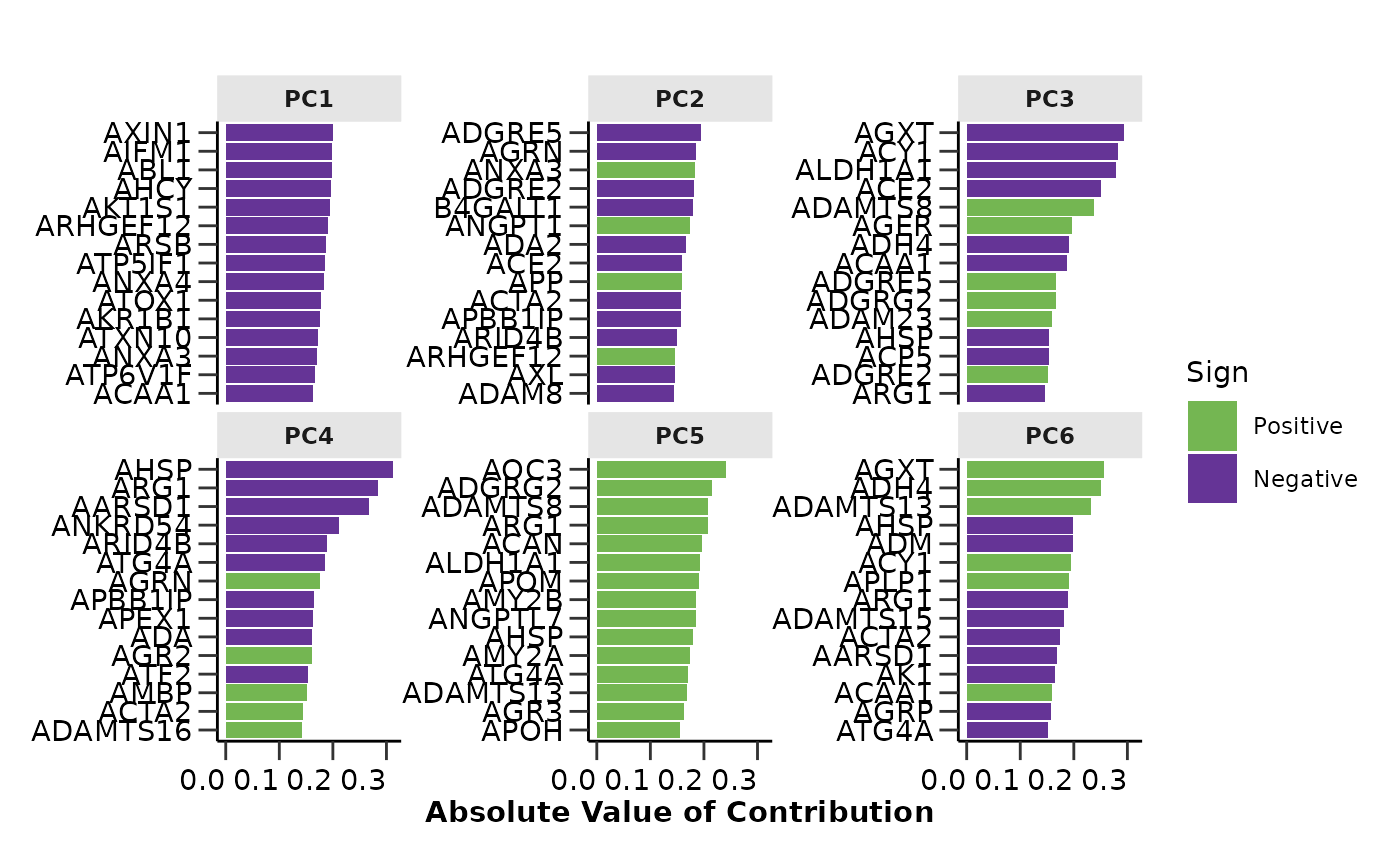 PC1
AXIN1
AIFM1
ABL1
AHCY
AKT1S1
ARHGEF12
ARSB
ATP5IF1
ANXA4
ATOX1
AKR1B1
ATXN10
ANXA3
ATP6V1F
ACAA1
PC2
ADGRE5
AGRN
ANXA3
ADGRE2
B4GALT1
ANGPT1
ADA2
ACE2
APP
ACTA2
APBB1IP
ARID4B
ARHGEF12
AXL
ADAM8
PC3
AGXT
ACY1
ALDH1A1
ACE2
ADAMTS8
AGER
ADH4
ACAA1
ADGRE5
ADGRG2
ADAM23
AHSP
ACP5
ADGRE2
ARG1
PC4
AHSP
ARG1
AARSD1
ANKRD54
ARID4B
ATG4A
AGRN
APBB1IP
APEX1
ADA
AGR2
ATF2
AMBP
ACTA2
ADAMTS16
0.0 0.1 0.2 0.3
PC5
AOC3
ADGRG2
ADAMTS8
ARG1
ACAN
ALDH1A1
APOM
AMY2B
ANGPTL7
AHSP
AMY2A
ATG4A
ADAMTS13
AGR3
APOH
0.0 0.1 0.2 0.3
PC6
AGXT
ADH4
ADAMTS13
AHSP
ADM
ACY1
APLP1
ARG1
ADAMTS15
ACTA2
AARSD1
AK1
ACAA1
AGRP
ATG4A
0.0 0.1 0.2 0.3
Absolute Value of Contribution
Sign
Positive
Negative